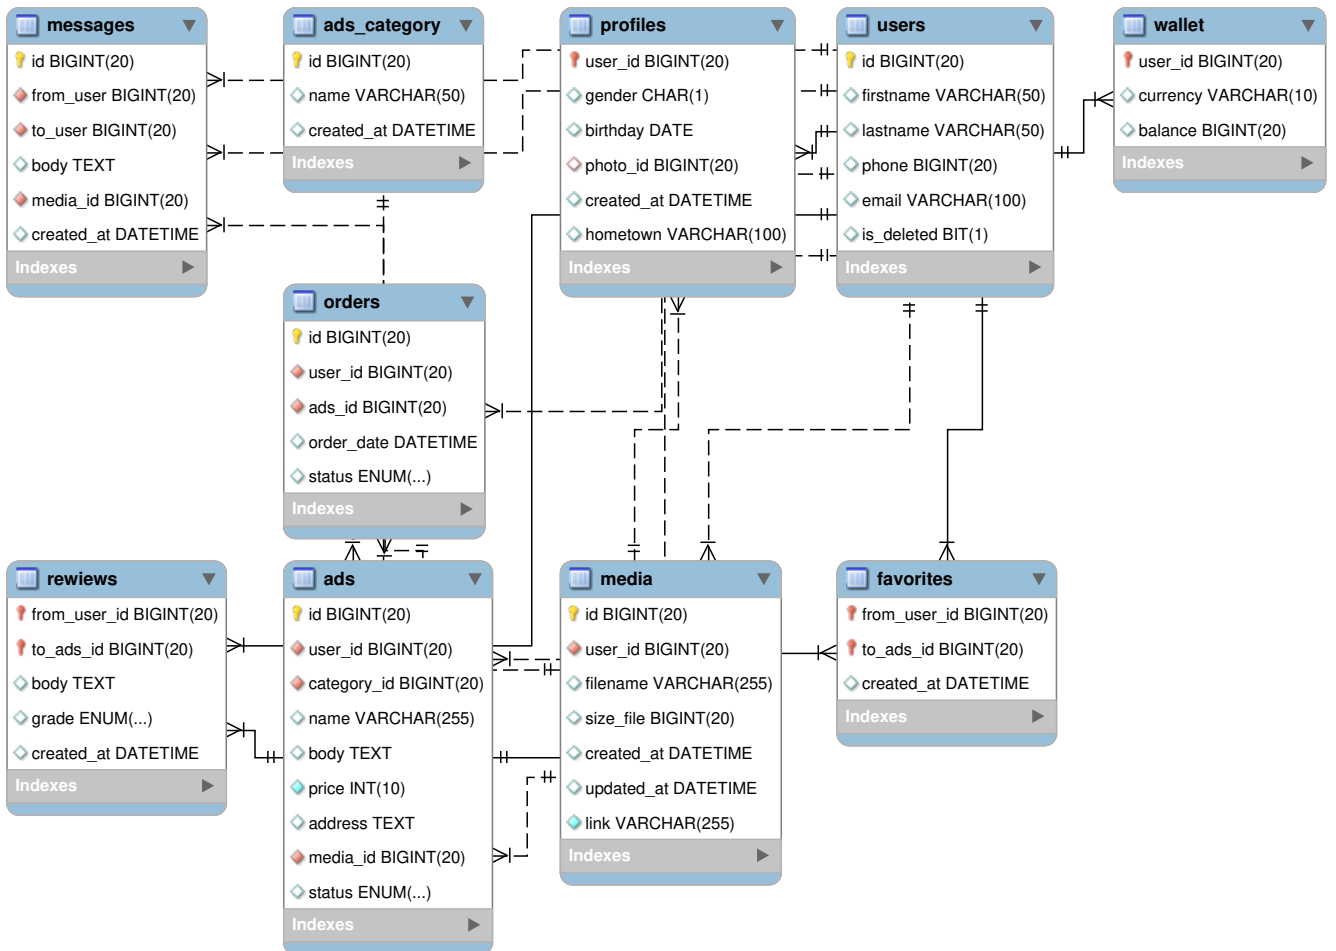 messages
id BIGINT(20)
from_user BIGINT(20)
to_user BIGINT(20)
body TEXT
media_id BIGINT(20)
created_at DATETIME
Indexes
ads_category
id BIGINT(20)
name VARCHAR(50)
created_at DATETIME
Indexes
profiles
user_id BIGINT(20)
gender CHAR(1)
birthday DATE
photo_id BIGINT(20)
created_at DATETIME
hometown VARCHAR(100)
Indexes
users
id BIGINT(20)
firstname VARCHAR(50)
lastname VARCHAR(50)
phone BIGINT(20)
email VARCHAR(100)
is_deleted BIT(1)
Indexes
wallet
user_id BIGINT(20)
currency VARCHAR(10)
balance BIGINT(20)
Indexes
orders
id BIGINT(20)
user_id BIGINT(20)
ads_id BIGINT(20)
order_date DATETIME
status ENUM(...)
Indexes
rewiews
from_user_id BIGINT(20)
to_ads_id BIGINT(20)
body TEXT
grade ENUM(...)
created_at DATETIME
Indexes
ads
id BIGINT(20)
user_id BIGINT(20)
category_id BIGINT(20)
name VARCHAR(255)
body TEXT
price INT(10)
address TEXT
media_id BIGINT(20)
status ENUM(...)
Indexes
media
id BIGINT(20)
user_id BIGINT(20)
filename VARCHAR(255)
size_file BIGINT(20)
created_at DATETIME
updated_at DATETIME
link VARCHAR(255)
Indexes
favorites
from_user_id BIGINT(20)
to_ads_id BIGINT(20)
created_at DATETIME
Indexes